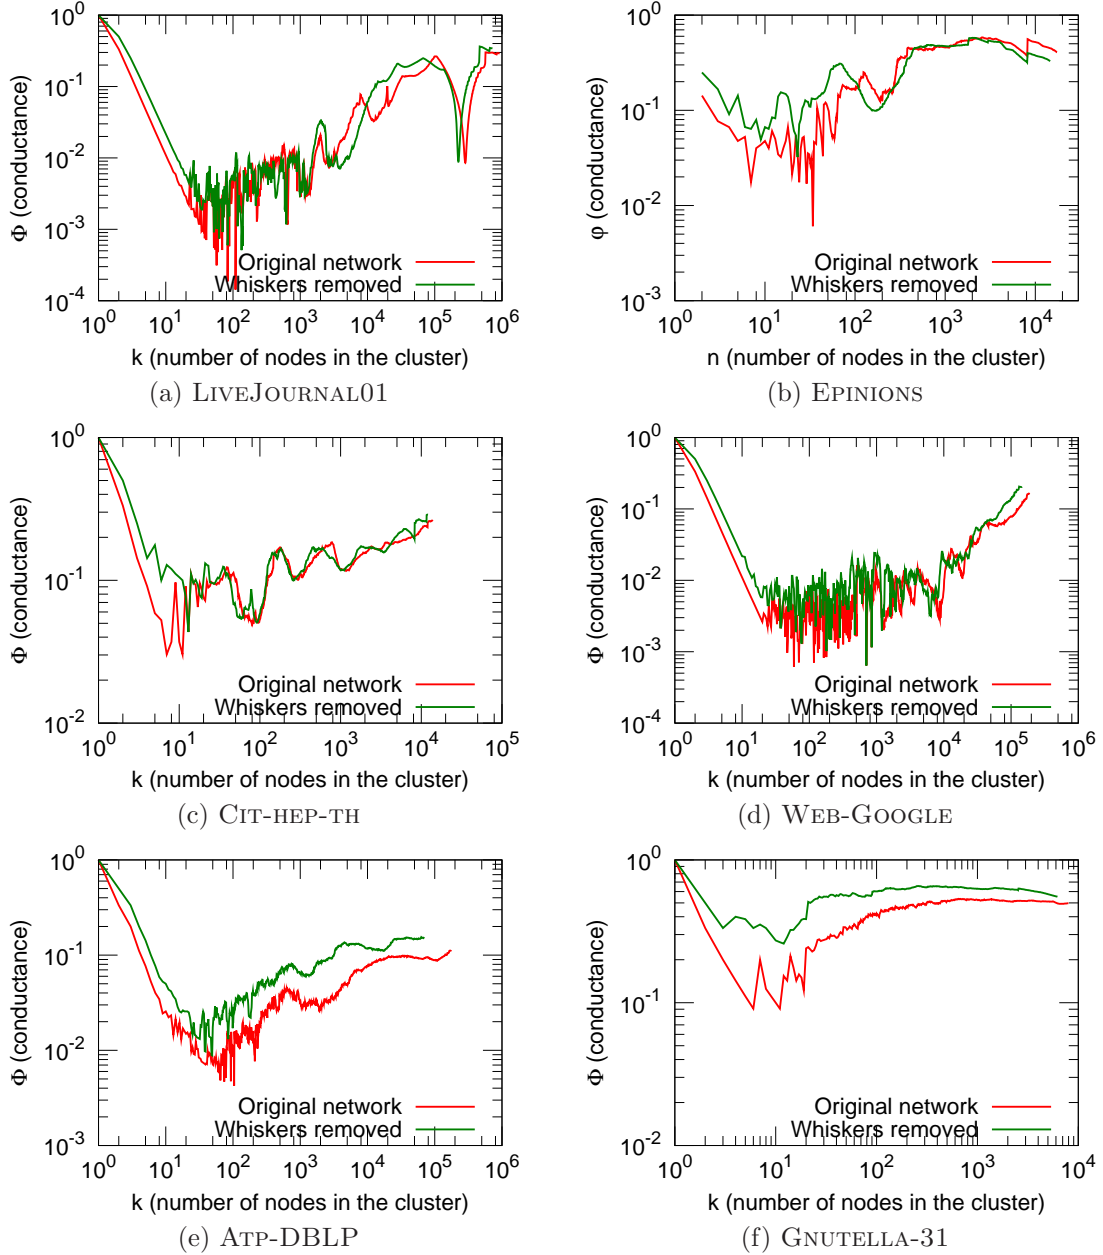 10^0
10^-1
10^-2
10^-3
10^-4
Φ (conductance)
Original network
Whiskers removed
10^0 10^1 10^2 10^3 10^4 10^5 10^6
k (number of nodes in the cluster)
(a) LIVEJOURNAL01
10^0
10^-1
10^-2
10^-3
φ (conductance)
Original network
Whiskers removed
10^0 10^1 10^2 10^3 10^4
n (number of nodes in the cluster)
(b) EPINIONS
10^0
10^-1
10^-2
Φ (conductance)
Original network
Whiskers removed
10^0 10^1 10^2 10^3 10^4 10^5
k (number of nodes in the cluster)
(c) CIT-HEP-TH
10^0
10^-1
10^-2
10^-3
10^-4
Φ (conductance)
Original network
Whiskers removed
10^0 10^1 10^2 10^3 10^4 10^5 10^6
k (number of nodes in the cluster)
(d) WEB-GOOGLE
10^0
10^-1
10^-2
10^-3
Φ (conductance)
Original network
Whiskers removed
10^0 10^1 10^2 10^3 10^4 10^5 10^6
k (number of nodes in the cluster)
(e) ATP-DBLP
10^0
10^-1
10^-2
Φ (conductance)
Original network
Whiskers removed
10^0 10^1 10^2 10^3 10^4
k (number of nodes in the cluster)
(f) GNUTELLA-31